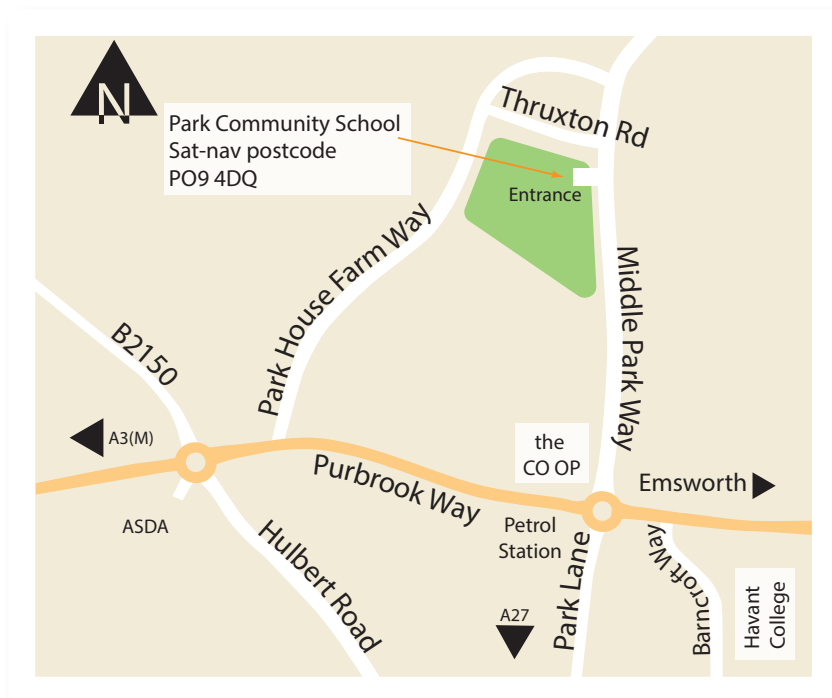 N
Thruxton Rd
Park Community School
Sat-nav postcode
PO9 4DQ
Entrance
Park House Farm Way
Middle Park Way
B2150
A3(M)
the
CO OP
Purbrook Way
Emsworth
ASDA
Petrol
Station
Hulbert Road
Park Lane
Barncroft Way
A27
Havant
College